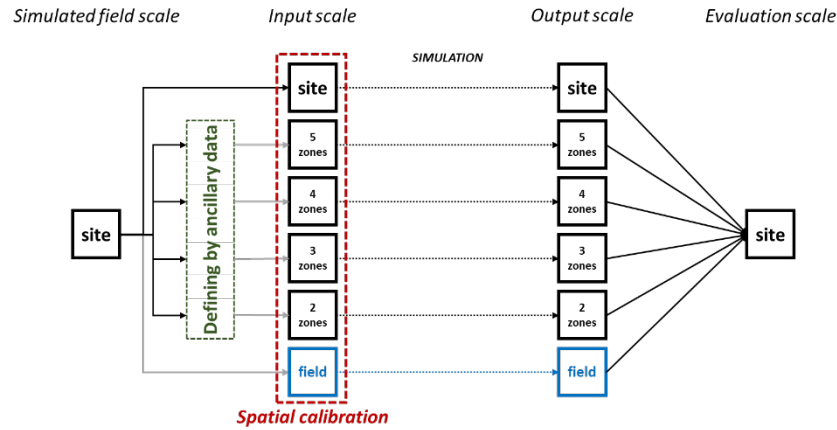 Simulated field scale
Input scale
Output scale
Evaluation scale
SIMULATION
site
site
5
zones
5
zones
Defining by ancillary data
4
zones
4
zones
site
site
3
zones
3
zones
2
zones
2
zones
field
field
Spatial calibration